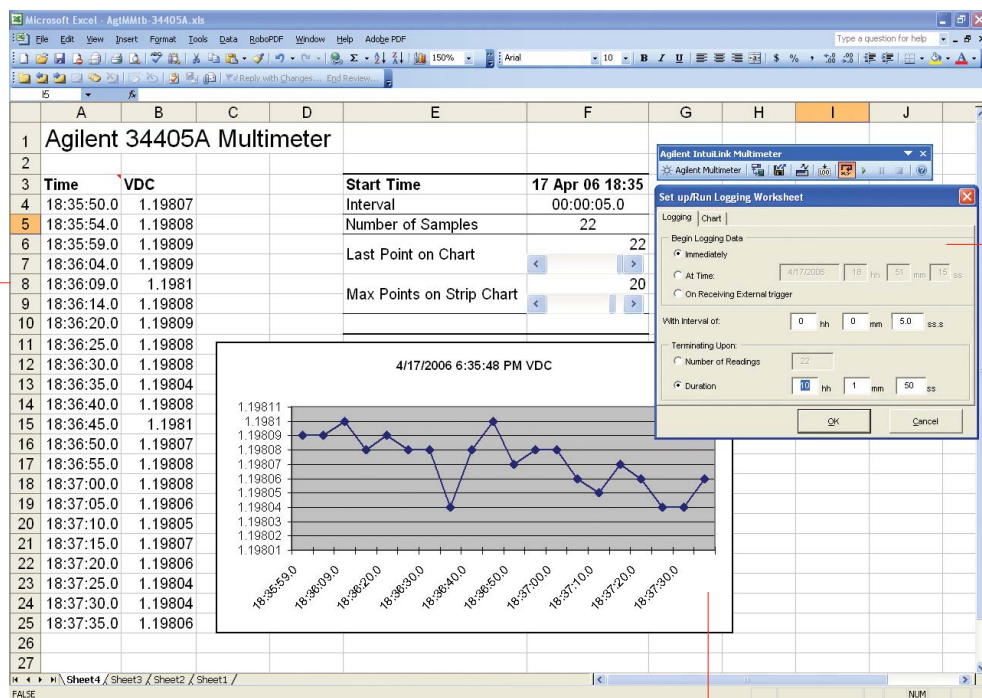 Microsoft Excel - AgtMMtb-34405A.xls
File Edit View Insert Format Tools Data RoboPDF Window Help Adobe PDF
Type a question for help
150% Arial 10 B I U $ % ,
Reply with Changes... End Review...
I5 fx
A B C D E F G H I J
1 Agilent 34405A Multimeter
2
3 Time VDC Start Time 17 Apr 06 18:35
4 18:35:50.0 1.19807 Interval 00:00:05.0
5 18:35:54.0 1.19808 Number of Samples 22
6 18:35:59.0 1.19809 Last Point on Chart 22
7 18:36:04.0 1.19809
8 18:36:09.0 1.1981 Max Points on Strip Chart 20
9 18:36:14.0 1.19808
10 18:36:20.0 1.19809
11 18:36:25.0 1.19808
12 18:36:30.0 1.19808
13 18:36:35.0 1.19804
14 18:36:40.0 1.19808
15 18:36:45.0 1.1981
16 18:36:50.0 1.19807
17 18:36:55.0 1.19808
18 18:37:00.0 1.19808
19 18:37:05.0 1.19806
20 18:37:10.0 1.19805
21 18:37:15.0 1.19807
22 18:37:20.0 1.19806
23 18:37:25.0 1.19804
24 18:37:30.0 1.19804
25 18:37:35.0 1.19806
26
27
4/17/2006 6:35:48 PM VDC
1.19811
1.1981
1.19809
1.19808
1.19807
1.19806
1.19805
1.19804
1.19803
1.19802
1.19801
18:35:59.0 18:36:09.0 18:36:20.0 18:36:30.0 18:36:40.0 18:36:50.0 18:37:00.0 18:37:10.0 18:37:20.0 18:37:30.0
Agilent IntuiLink Multimeter
Agilent Multimeter
Set up/Run Logging Worksheet
Logging Chart
Begin Logging Data
Immediately
At Time: 4/17/2006 18 hh 51 mm 15 ss
On Receiving External trigger
With Interval of: 0 hh 0 mm 5.0 ss.s
Terminating Upon:
Number of Readings 22
Duration 10 hh 1 mm 50 ss
OK Cancel
Sheet4 Sheet3 Sheet2 Sheet1
FALSE NUM